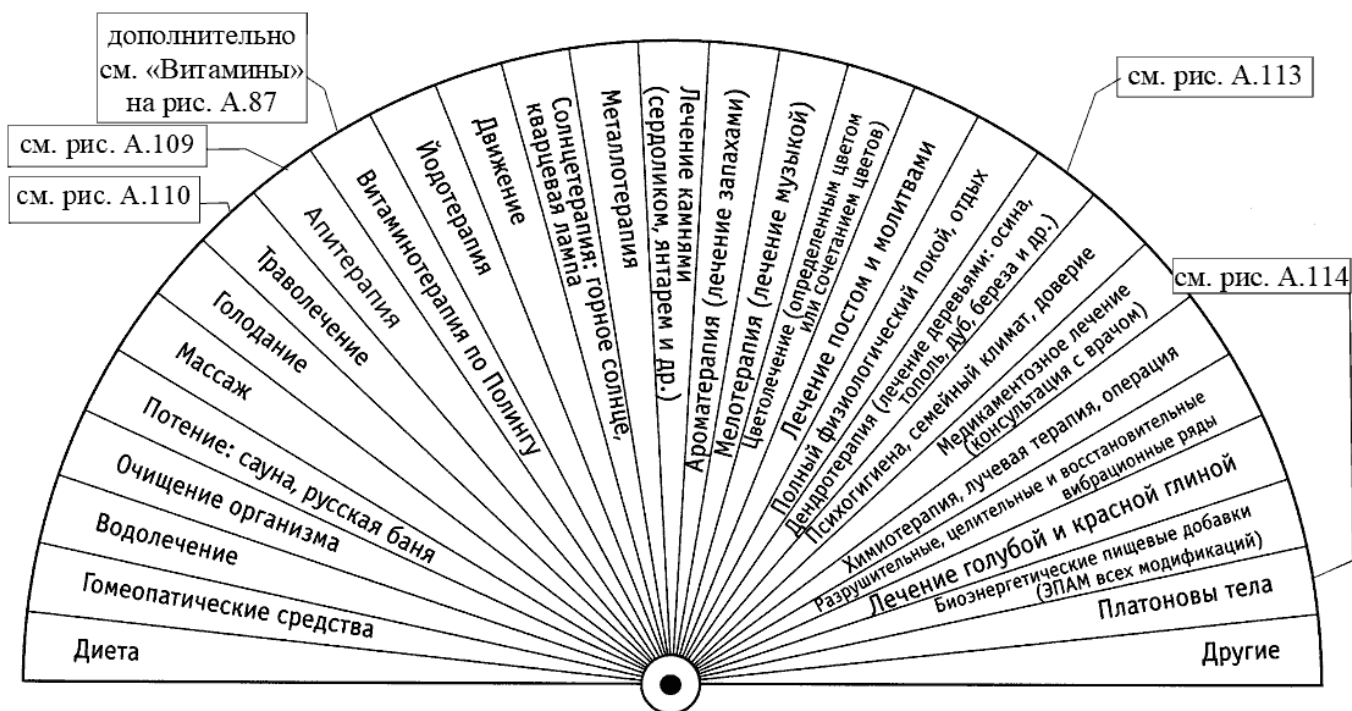 дополнительно
см. «Витамины»
на рис. А.87
см. рис. А.109
см. рис. А.110
см. рис. А.113
см. рис. А.114
Диета
Гомеопатические средства
Водолечение
Очищение организма
Потение: сауна, русская баня
Массаж
Голодание
Траволечение
Апитерапия
Витаминотерапия по Полингу
Йодотерапия
Движение
Солнцетерапия: горное солнце,
кварцевая лампа
Металлотерапия
Лечение камнями
(сердоликом, янтарем и др.)
Ароматерапия (лечение запахами)
Мелотерапия (лечение музыкой)
Цветолечение (определенным цветом
или сочетанием цветов)
Лечение постом и молитвами
Полный физиологический покой, отдых
Дендротерапия (лечение деревьями: осина,
тополь, дуб, береза и др.)
Психогигиена, семейный климат, доверие
Медикаментозное лечение
(консультация с врачом)
Химиотерапия, лучевая терапия, операция
Разрушительные, целительные и восстановительные
вибрационные ряды
Лечение голубой и красной глиной
Биоэнергетические пищевые добавки
(ЭПАМ всех модификаций)
Платоновы тела
Другие